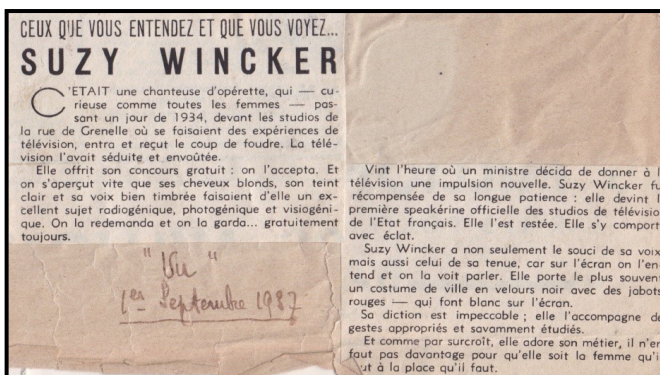 CEUX QUE VOUS ENTENDEZ ET QUE VOUS VOYEZ...
SUZY WINCKER
C'ETAIT une chanteuse d'opérette, qui — cu-
rieuse comme toutes les femmes — pas-
sant un jour de 1934, devant les studios de
la rue de Grenelle où se faisaient des expériences de
télévision, entra et reçut le coup de foudre. La télé-
vision l'avait séduite et envoûtée.
Elle offrit son concours gratuit : on l'accepta. Et
on s'aperçut vite que ses cheveux blonds, son teint
clair et sa voix bien timbrée faisaient d'elle un ex-
cellent sujet radiogénique, photogénique et visiogéni-
que. On la redemanda et on la garda... gratuitement
toujours.
"Vu"
1er Septembre 1937
Vint l'heure où un ministre décida de donner à l
télévision une impulsion nouvelle. Suzy Wincker fu
récompensée de sa longue patience : elle devint l
première speakérine officielle des studios de télévisio
de l'Etat français. Elle l'est restée. Elle s'y comport
avec éclat.
Suzy Wincker a non seulement le souci de sa voix
mais aussi celui de sa tenue, car sur l'écran on l'en
tend et on la voit parler. Elle porte le plus souven
un costume de ville en velours noir avec des jabots
rouges — qui font blanc sur l'écran.
Sa diction est impeccable ; elle l'accompagne de
gestes appropriés et savamment étudiés.
Et comme par surcroît, elle adore son métier, il n'e
faut pas davantage pour qu'elle soit la femme qu'i
ut à la place qu'il faut.